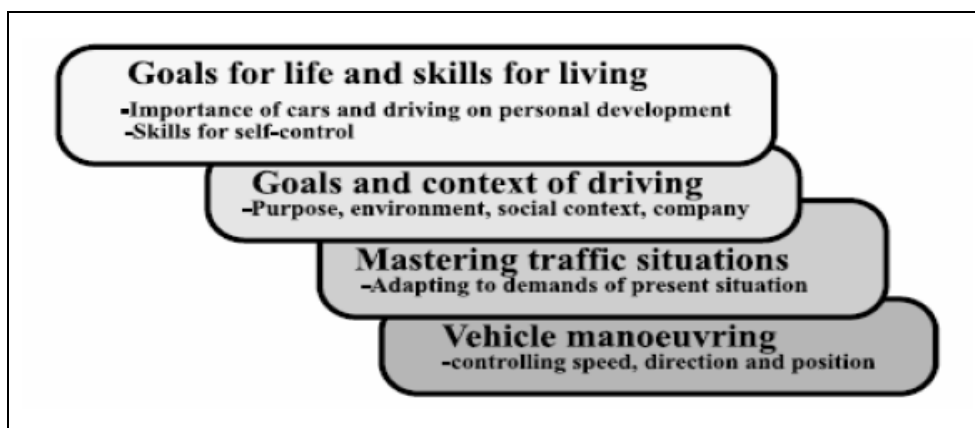 Goals for life and skills for living
-Importance of cars and driving on personal development
-Skills for self-control
Goals and context of driving
-Purpose, environment, social context, company
Mastering traffic situations
-Adapting to demands of present situation
Vehicle manoeuvring
-controlling speed, direction and position